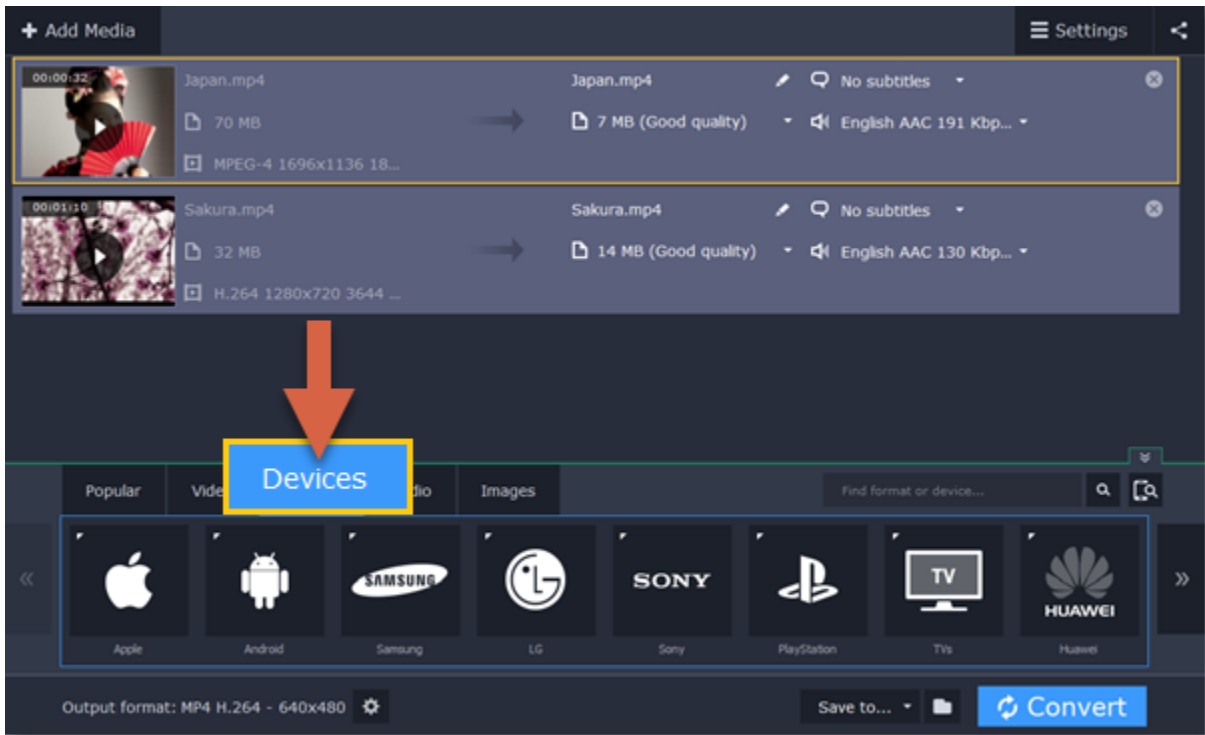 Add Media
Settings
00:00:32
Japan.mp4
Japan.mp4
No subtitles
70 MB
7 MB (Good quality)
English AAC 191 Kbp...
MPEG-4 1696x1136 18...
00:01:10
Sakura.mp4
Sakura.mp4
No subtitles
32 MB
14 MB (Good quality)
English AAC 130 Kbp...
H.264 1280x720 3644 ...
Popular
Devices
Images
Find format or device...
SAMSUNG
LG
SONY
TV
HUAWEI
Apple
Android
Samsung
LG
Sony
PlayStation
TVs
Huawei
Output format: MP4 H.264 - 640x480
Save to...
Convert